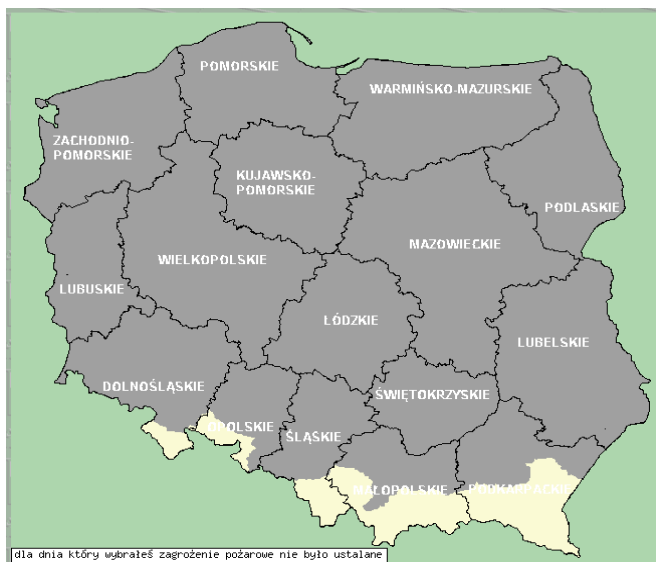 POMORSKIE
WARMIŃSKO-MAZURSKIE
ZACHODNIO-
POMORSKIE
KUJAWSKO-
POMORSKIE
PODLASKIE
MAZOWIECKIE
WIELKOPOLSKIE
LUBUSKIE
ŁÓDZKIE
LUBELSKIE
DOLNOŚLĄSKIE
ŚWIĘTOKRZYSKIE
OPOLSKIE
ŚLĄSKIE
MAŁOPOLSKIE
PODKARPACKIE
dla dnia który wybrałeś zagrożenie pożarowe nie było ustalane